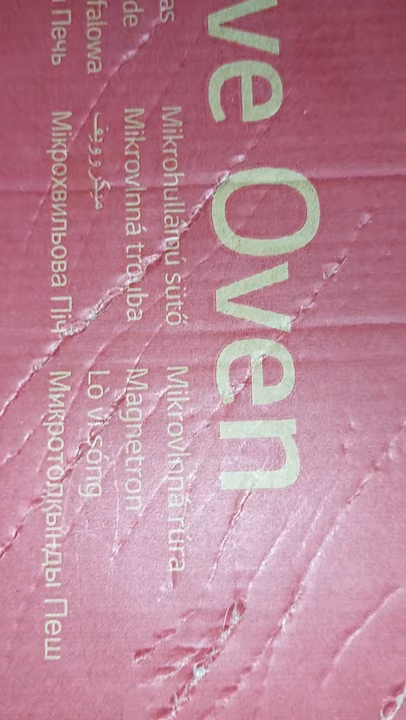 ve Oven
as Mikrohullámú sütő Mikrovlnná rúra
de Mikrovlnná trouba Magnetron
falowa ميكروويف Lò vi sóng
Печь Мікрохвильова Піч Микротолқынды Пеш